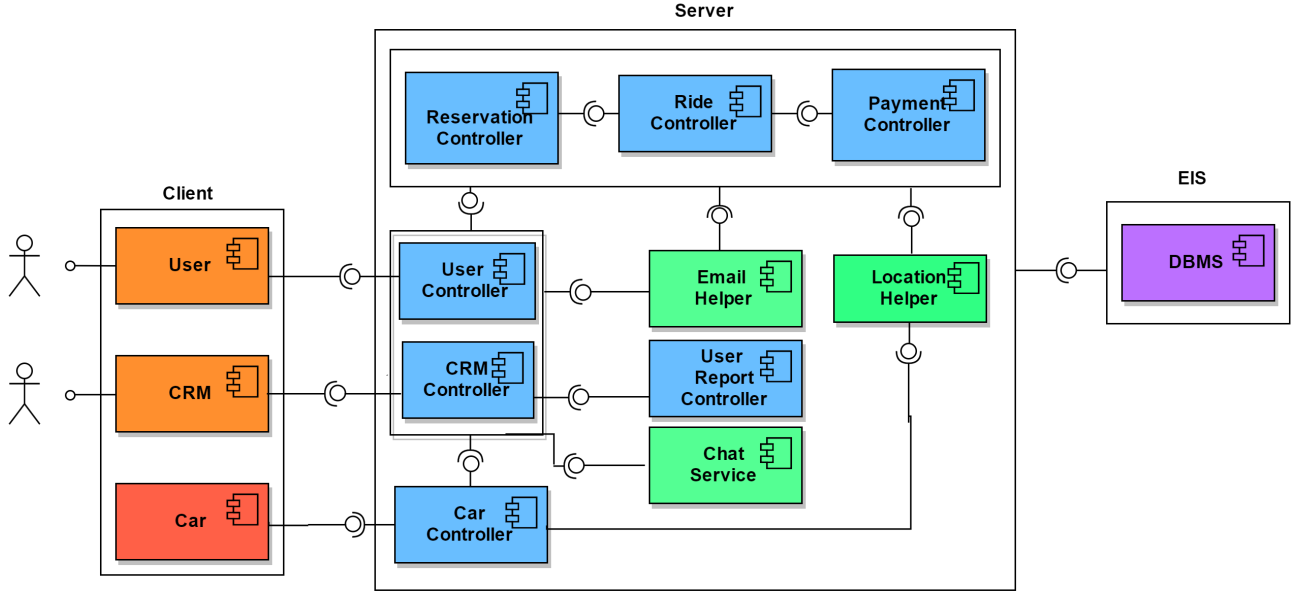 Server
Reservation
Controller
Ride
Controller
Payment
Controller
Client
EIS
User
User
Controller
Email
Helper
Location
Helper
DBMS
CRM
CRM
Controller
User
Report
Controller
Chat
Service
Car
Car
Controller